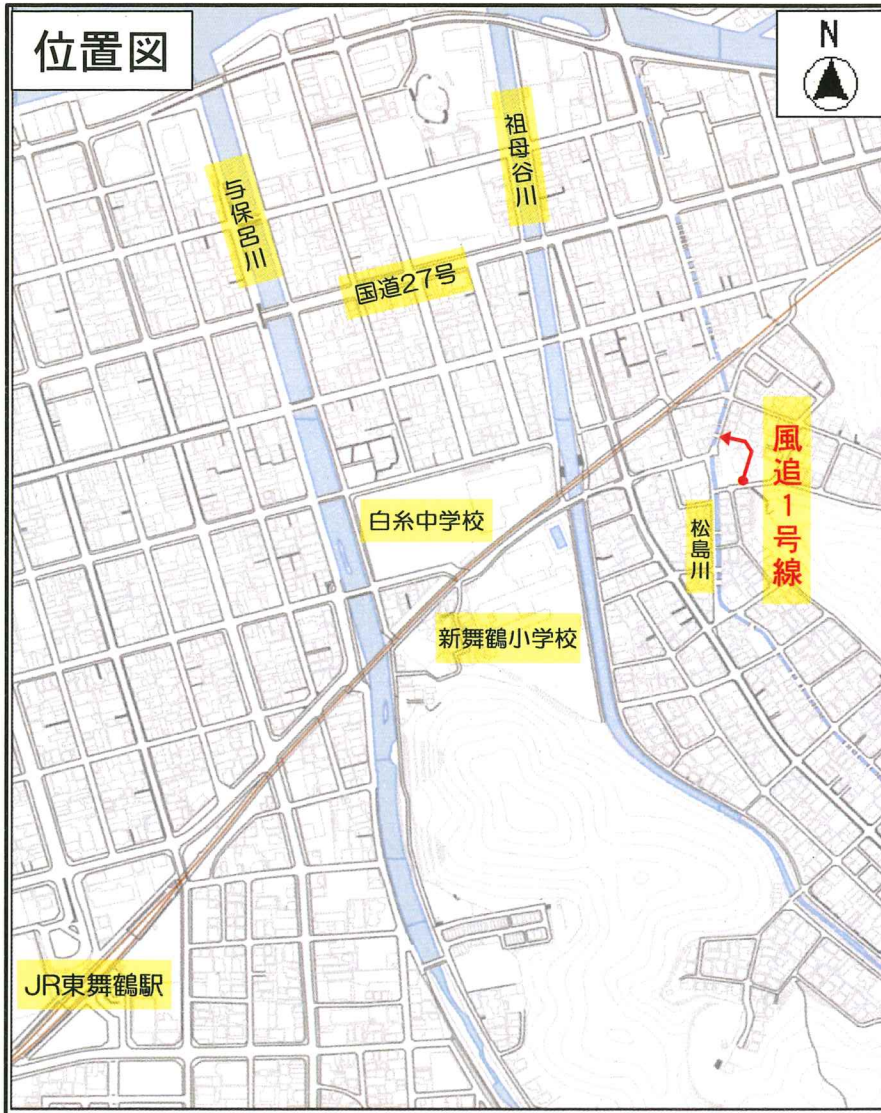 位置図
N
与保呂川
祖母谷川
国道27号
風追1号線
松島川
白糸中学校
新舞鶴小学校
JR東舞鶴駅